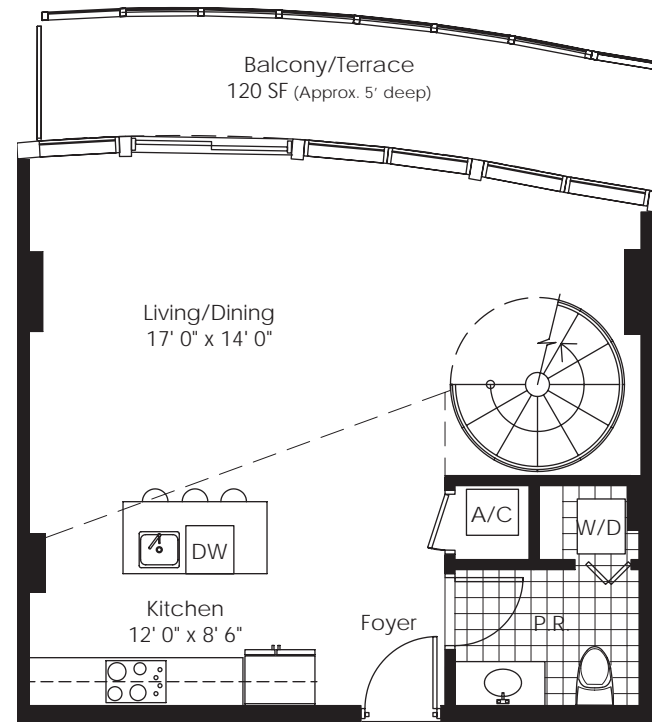 Balcony/Terrace
120 SF (Approx. 5' deep)
Living/Dining
17' 0" x 14' 0"
A/C
W/D
DW
Kitchen
12' 0" x 8' 6"
Foyer
P.R.